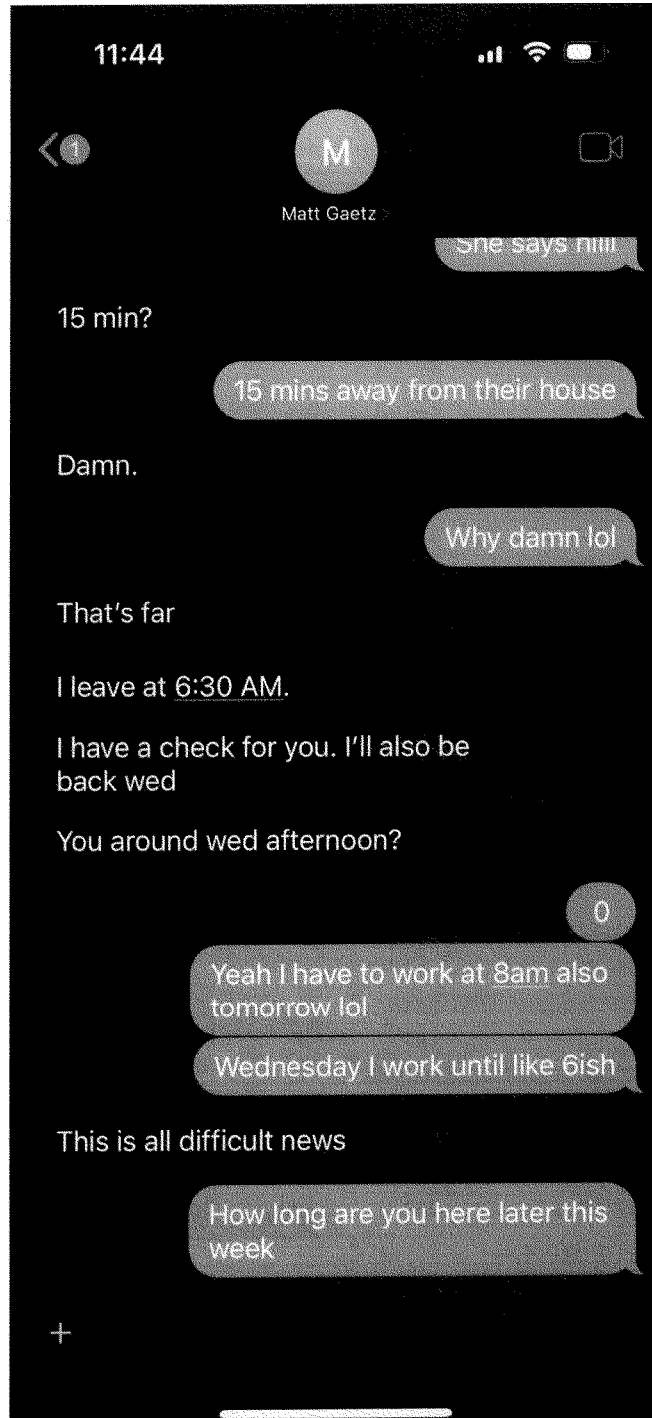 11:44
1
M
Matt Gaetz >
She says hiiii
15 min?
15 mins away from their house
Damn.
Why damn lol
That's far
I leave at 6:30 AM.
I have a check for you. I'll also be
back wed
You around wed afternoon?
0
Yeah I have to work at 8am also
tomorrow lol
Wednesday I work until like 6ish
This is all difficult news
How long are you here later this
week
+